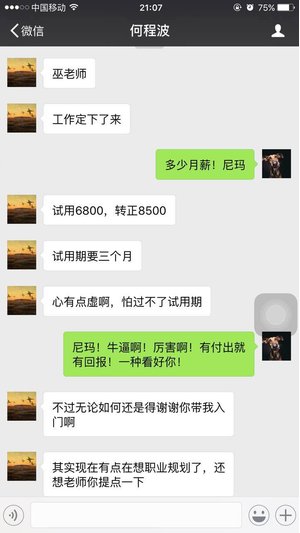 中国移动
21:07
75%
微信
何程波
巫老师
工作定下了来
多少月薪！尼玛
试用6800，转正8500
试用期要三个月
心有点虚啊，怕过不了试用期
尼玛！牛逼啊！厉害啊！有付出就
有回报！一种看好你！
不过无论如何还是得谢谢你带我入
门啊
其实现在有点在想职业规划了，还
想老师你提点一下